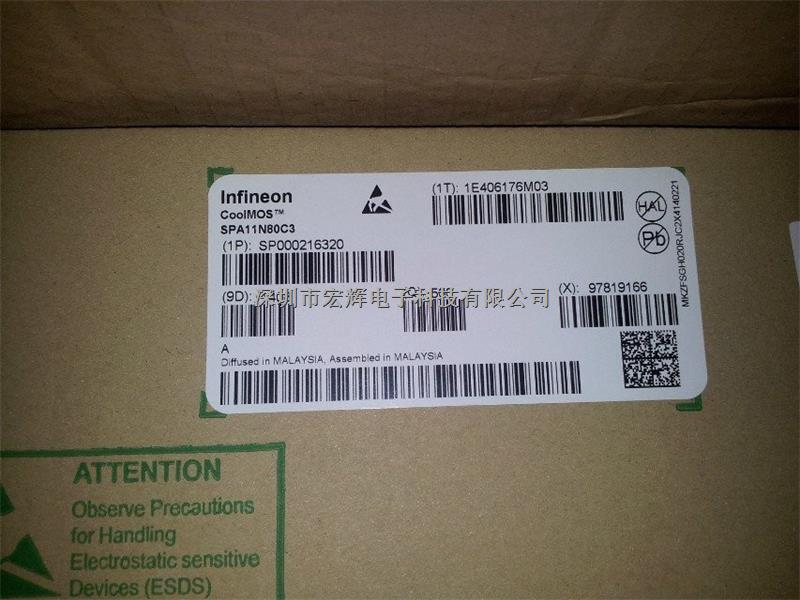 Infineon
CoolMOS™
SPA11N80C3
(1P): SP000216320
(1T): 1E406176M03
HAL
Pb
MKZFSGH020RJC2X4140221
(9D):
(X): 97819166
深圳市宏辉电子科技有限公司
A
Diffused in MALAYSIA, Assembled in MALAYSIA
ATTENTION
Observe Precautions
for Handling
Electrostatic sensitive
Devices (ESDS)